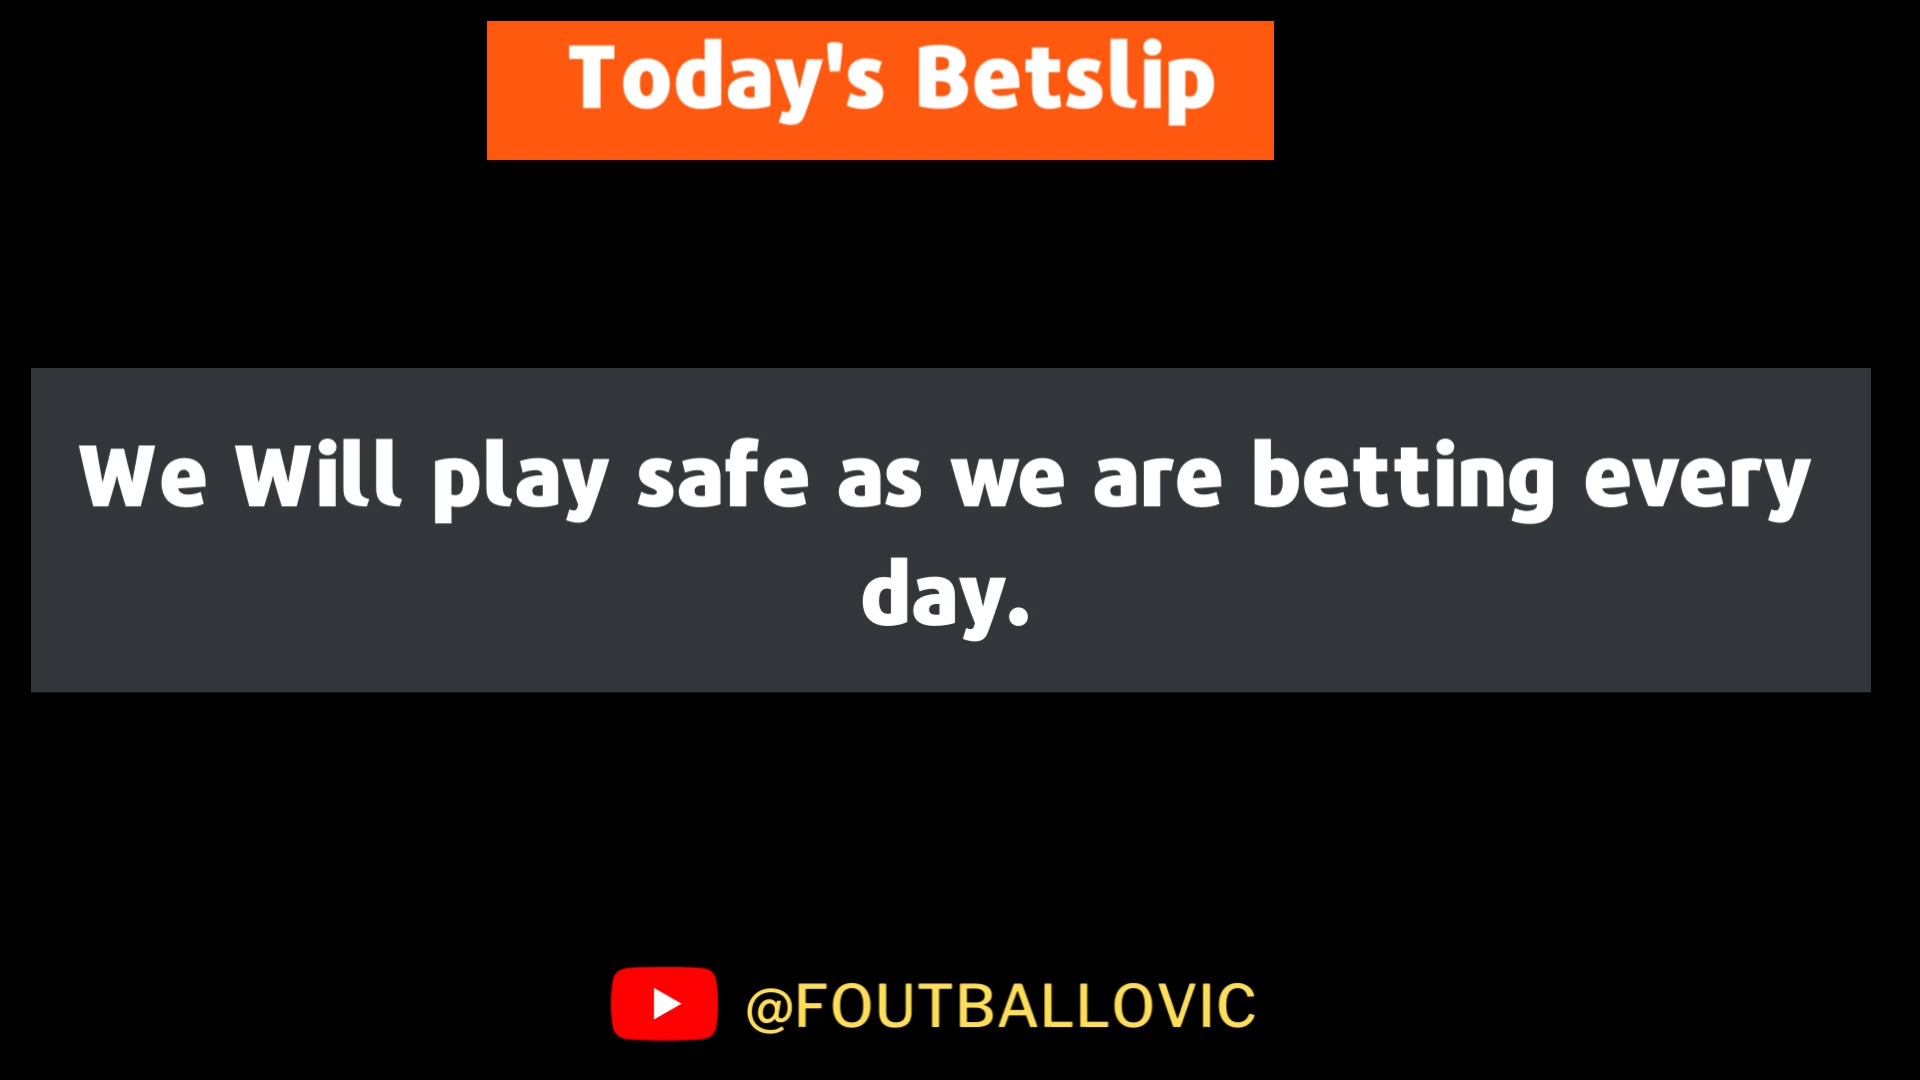 Today's Betslip
We Will play safe as we are betting every
day.
@FOUTBALLOVIC